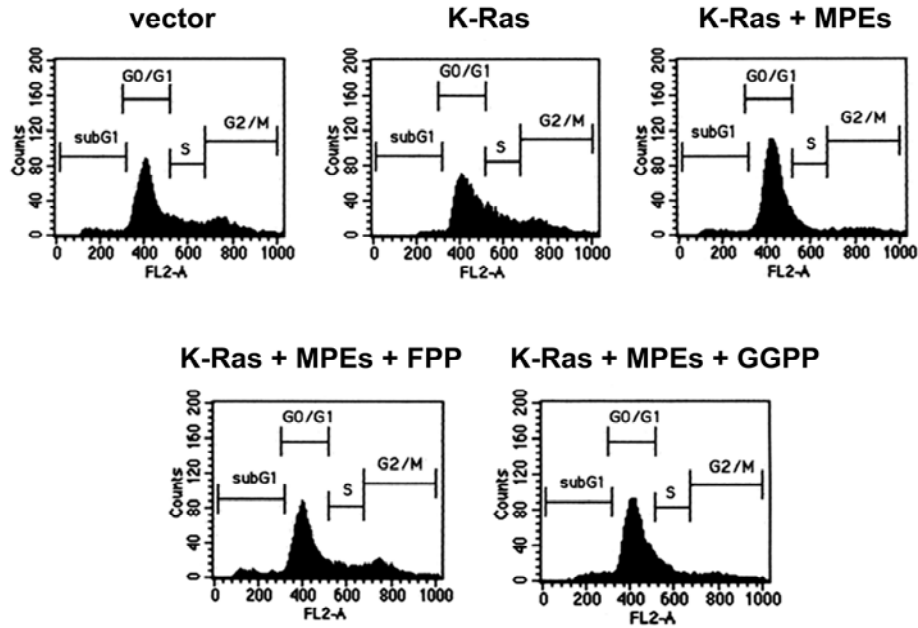 vector
K-Ras
K-Ras + MPEs
200
160
120
80
40
0
Counts
subG1
G0/G1
S
G2/M
0 200 400 600 800 1000
FL2-A
200
160
120
80
40
0
Counts
subG1
G0/G1
S
G2/M
0 200 400 600 800 1000
FL2-A
200
160
120
80
40
0
Counts
subG1
G0/G1
S
G2/M
0 200 400 600 800 1000
FL2-A
K-Ras + MPEs + FPP
K-Ras + MPEs + GGPP
200
160
120
80
40
0
Counts
subG1
G0/G1
S
G2/M
0 200 400 600 800 1000
FL2-A
200
160
120
80
40
0
Counts
subG1
G0/G1
S
G2/M
0 200 400 600 800 1000
FL2-A